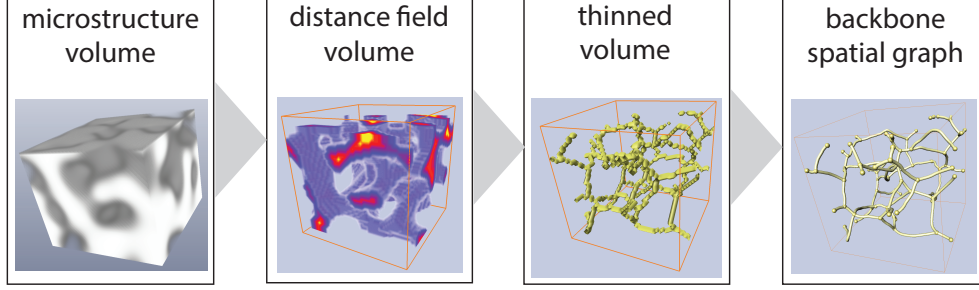 microstructure
volume
distance field
volume
thinned
volume
backbone
spatial graph